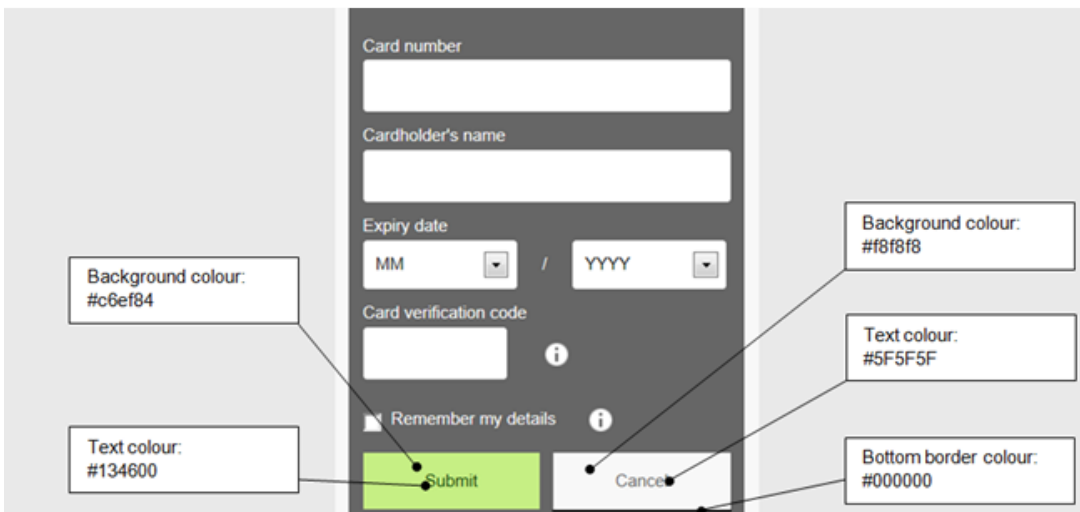 Card number
Cardholder's name
Expiry date
MM
/
YYYY
Card verification code
Remember my details
Submit
Cancel
Background colour:
#c6ef84
Text colour:
#134600
Background colour:
#f8f8f8
Text colour:
#5F5F5F
Bottom border colour:
#000000